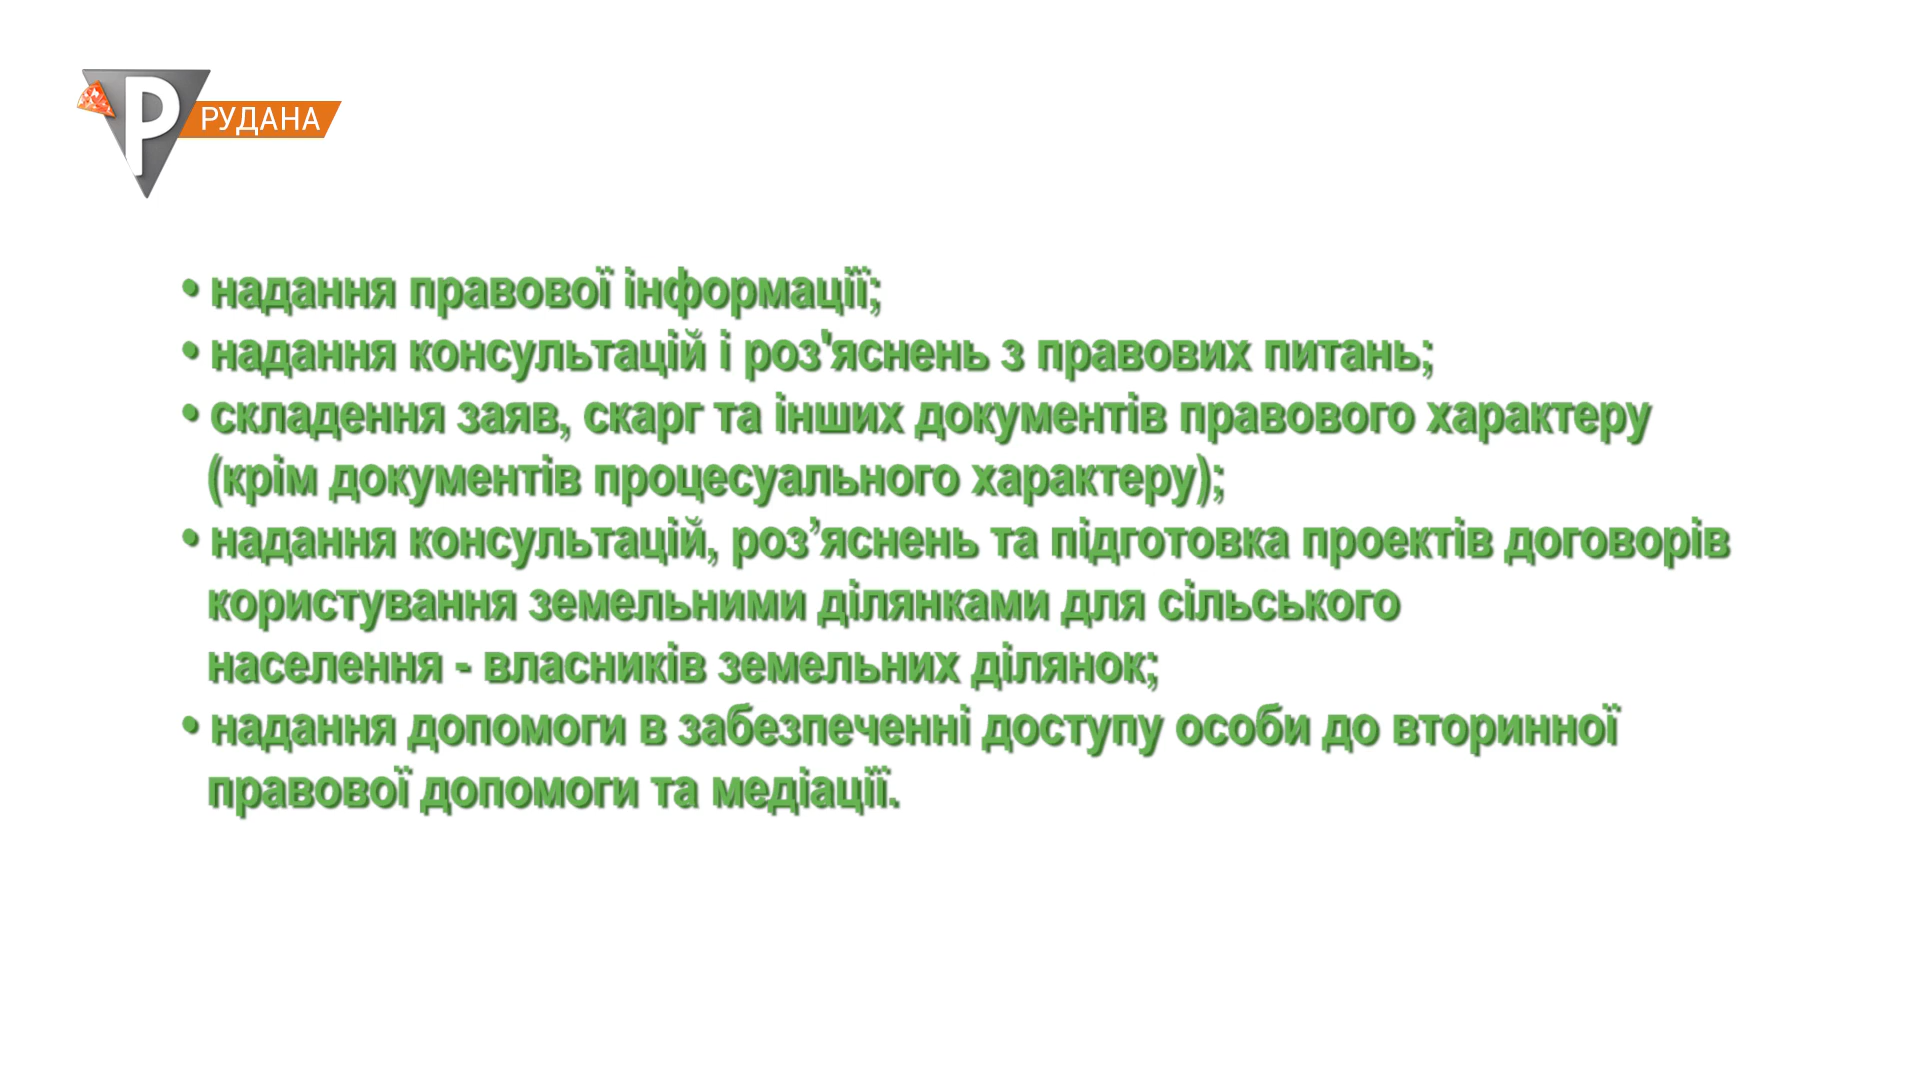 Р РУДАНА
• надання правової інформації;
• надання консультацій і роз'яснень з правових питань;
• складення заяв, скарг та інших документів правового характеру
(крім документів процесуального характеру);
• надання консультацій, роз’яснень та підготовка проектів договорів
користування земельними ділянками для сільського
населення - власників земельних ділянок;
• надання допомоги в забезпеченні доступу особи до вторинної
правової допомоги та медіації.